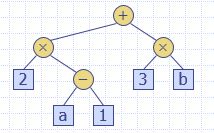 +
× ×
2 − 3 b
a 1